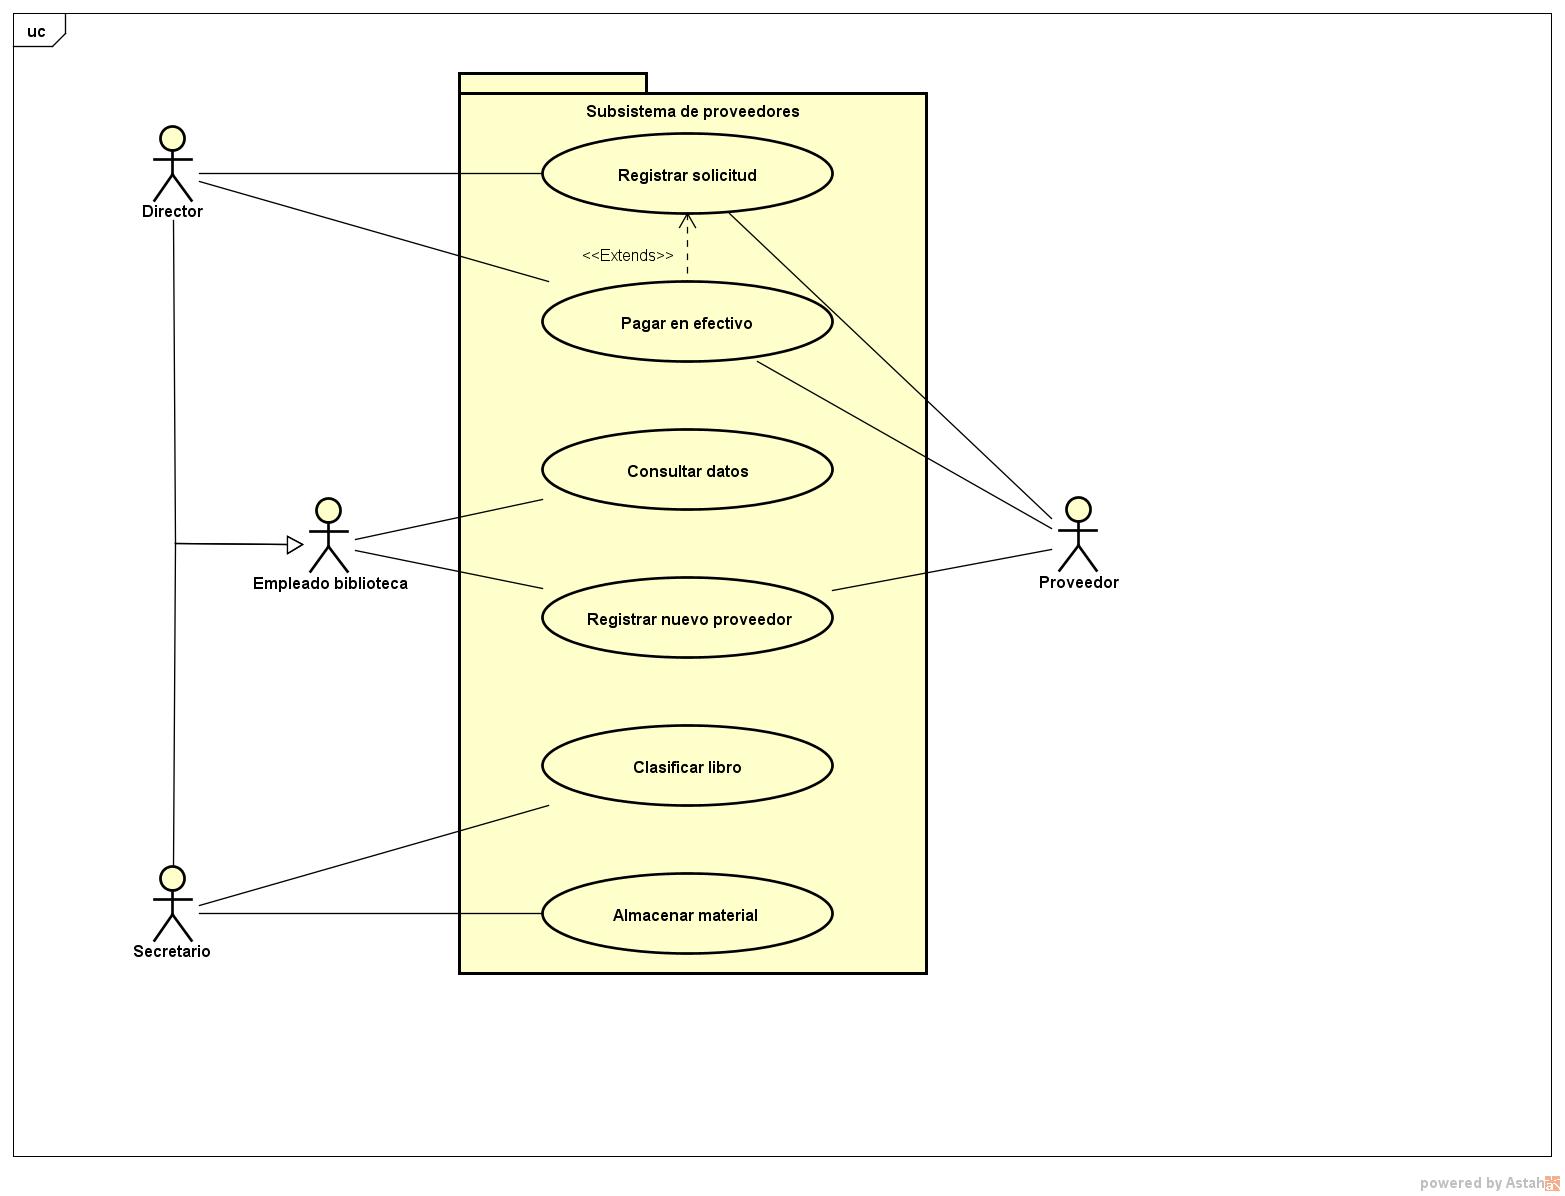 uc
Subsistema de proveedores
Director
Registrar solicitud
<<Extends>>
Pagar en efectivo
Consultar datos
Empleado biblioteca
Proveedor
Registrar nuevo proveedor
Clasificar libro
Secretario
Almacenar material
powered by Astah